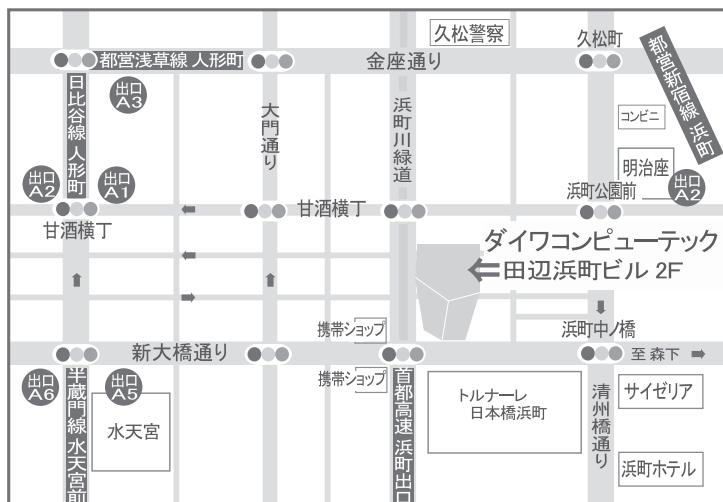 久松警察
久松町
都営浅草線 人形町
金座通り
都営新宿線 浜町
出口
A3
日比谷線 人形町
大門通り
浜町川緑道
コンビニ
明治座
出口
A2
出口
A1
出口
A2
浜町公園前
甘酒横丁
甘酒横丁
ダイワコンピューテック
田辺浜町ビル 2F
携帯ショップ
浜町中ノ橋
新大橋通り
至 森下
携帯ショップ
出口
A6
半蔵門線 水天宮前
出口
A5
水天宮
首都高速 浜町出口
トルナーレ
日本橋浜町
清州橋通り
サイゼリア
浜町ホテル